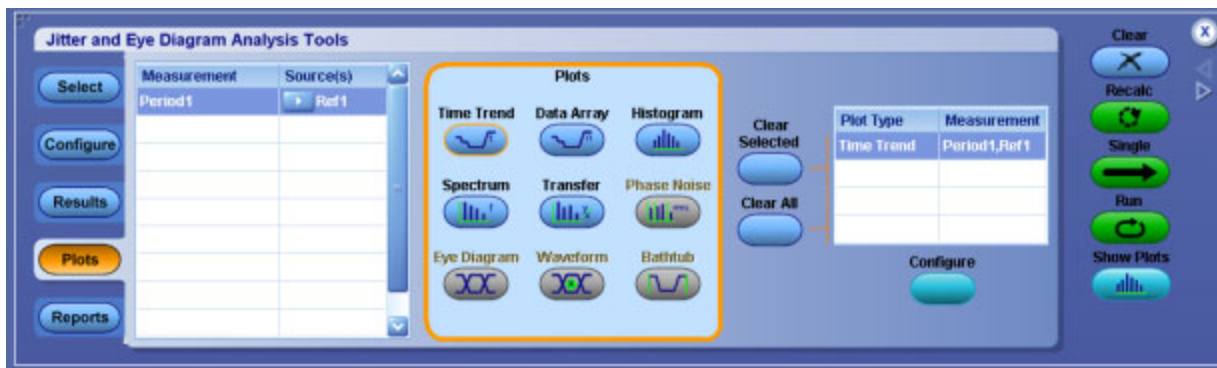 Jitter and Eye Diagram Analysis Tools
Select
Configure
Results
Plots
Reports
Measurement Source(s)
Period1 Ref1
Plots
Time Trend Data Array Histogram
Spectrum Transfer Phase Noise
Eye Diagram Waveform Bathtub
Clear Selected
Clear All
Plot Type Measurement
Time Trend Period1,Ref1
Configure
Clear
X
Recalc
Single
Run
Show Plots